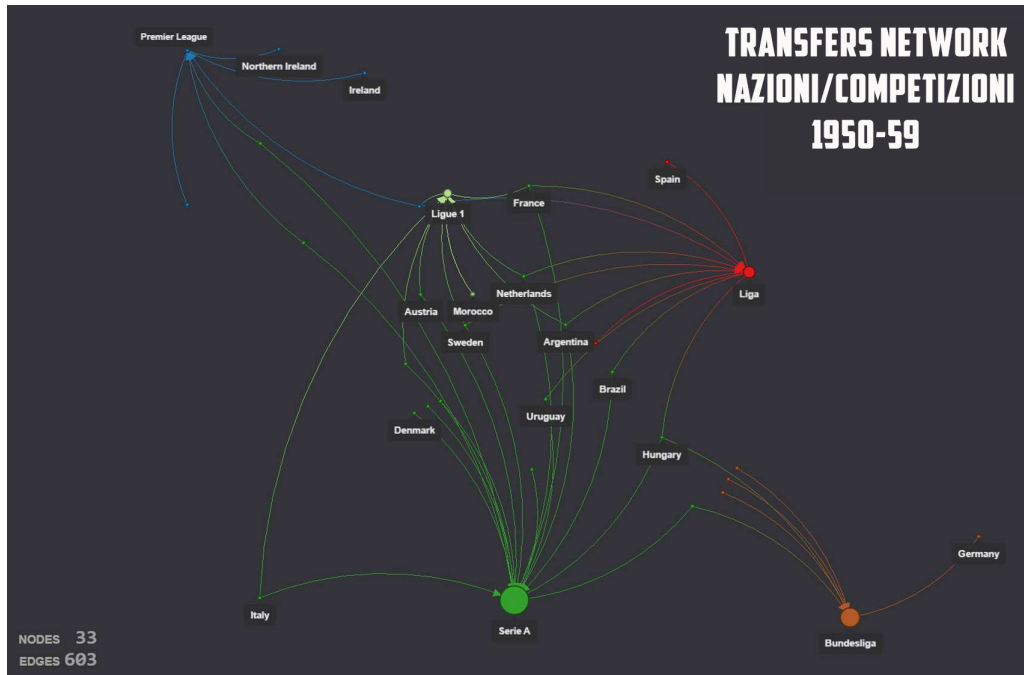 TRANSFERS NETWORK
NAZIONI/COMPETIZIONI
1950-59
Premier League
Northern Ireland
Ireland
Spain
Ligue 1
France
Liga
Netherlands
Austria
Morocco
Sweden
Argentina
Brazil
Uruguay
Denmark
Hungary
Germany
Italy
Serie A
Bundesliga
NODES 33
EDGES 603